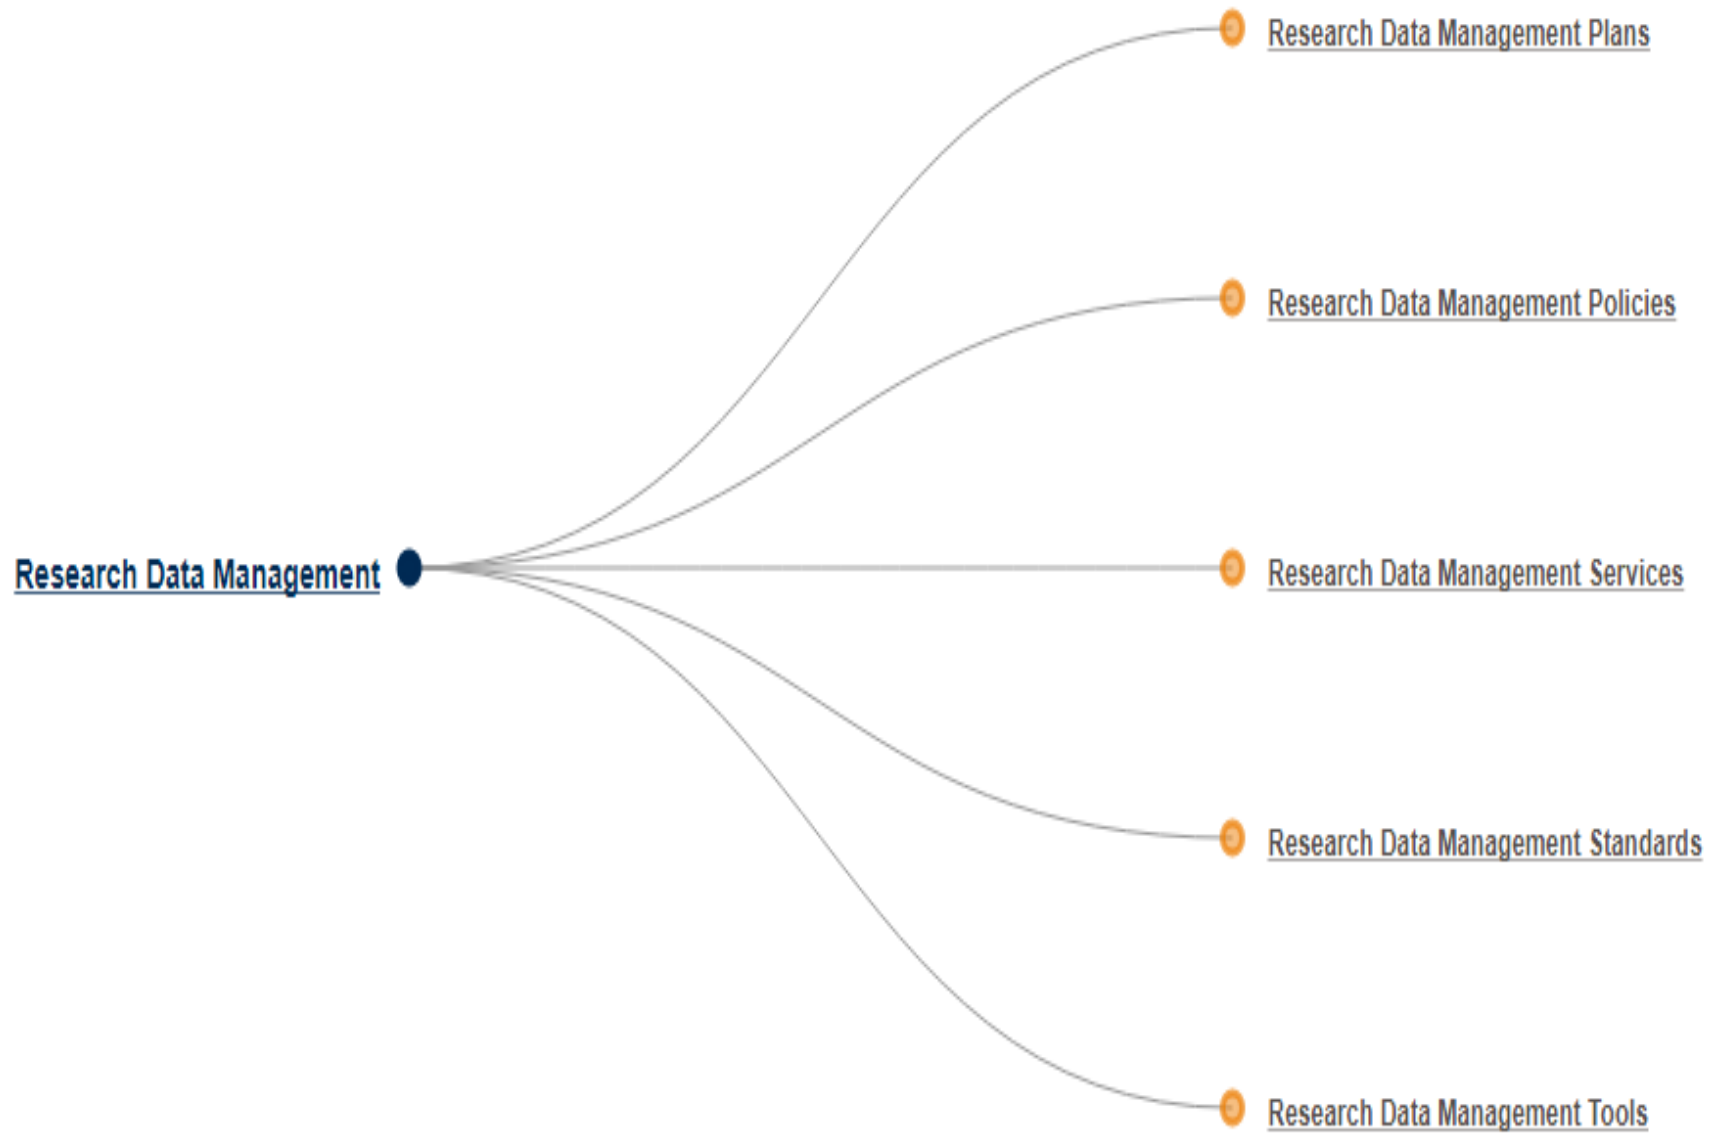 Research Data Management Plans
Research Data Management Policies
Research Data Management
Research Data Management Services
Research Data Management Standards
Research Data Management Tools